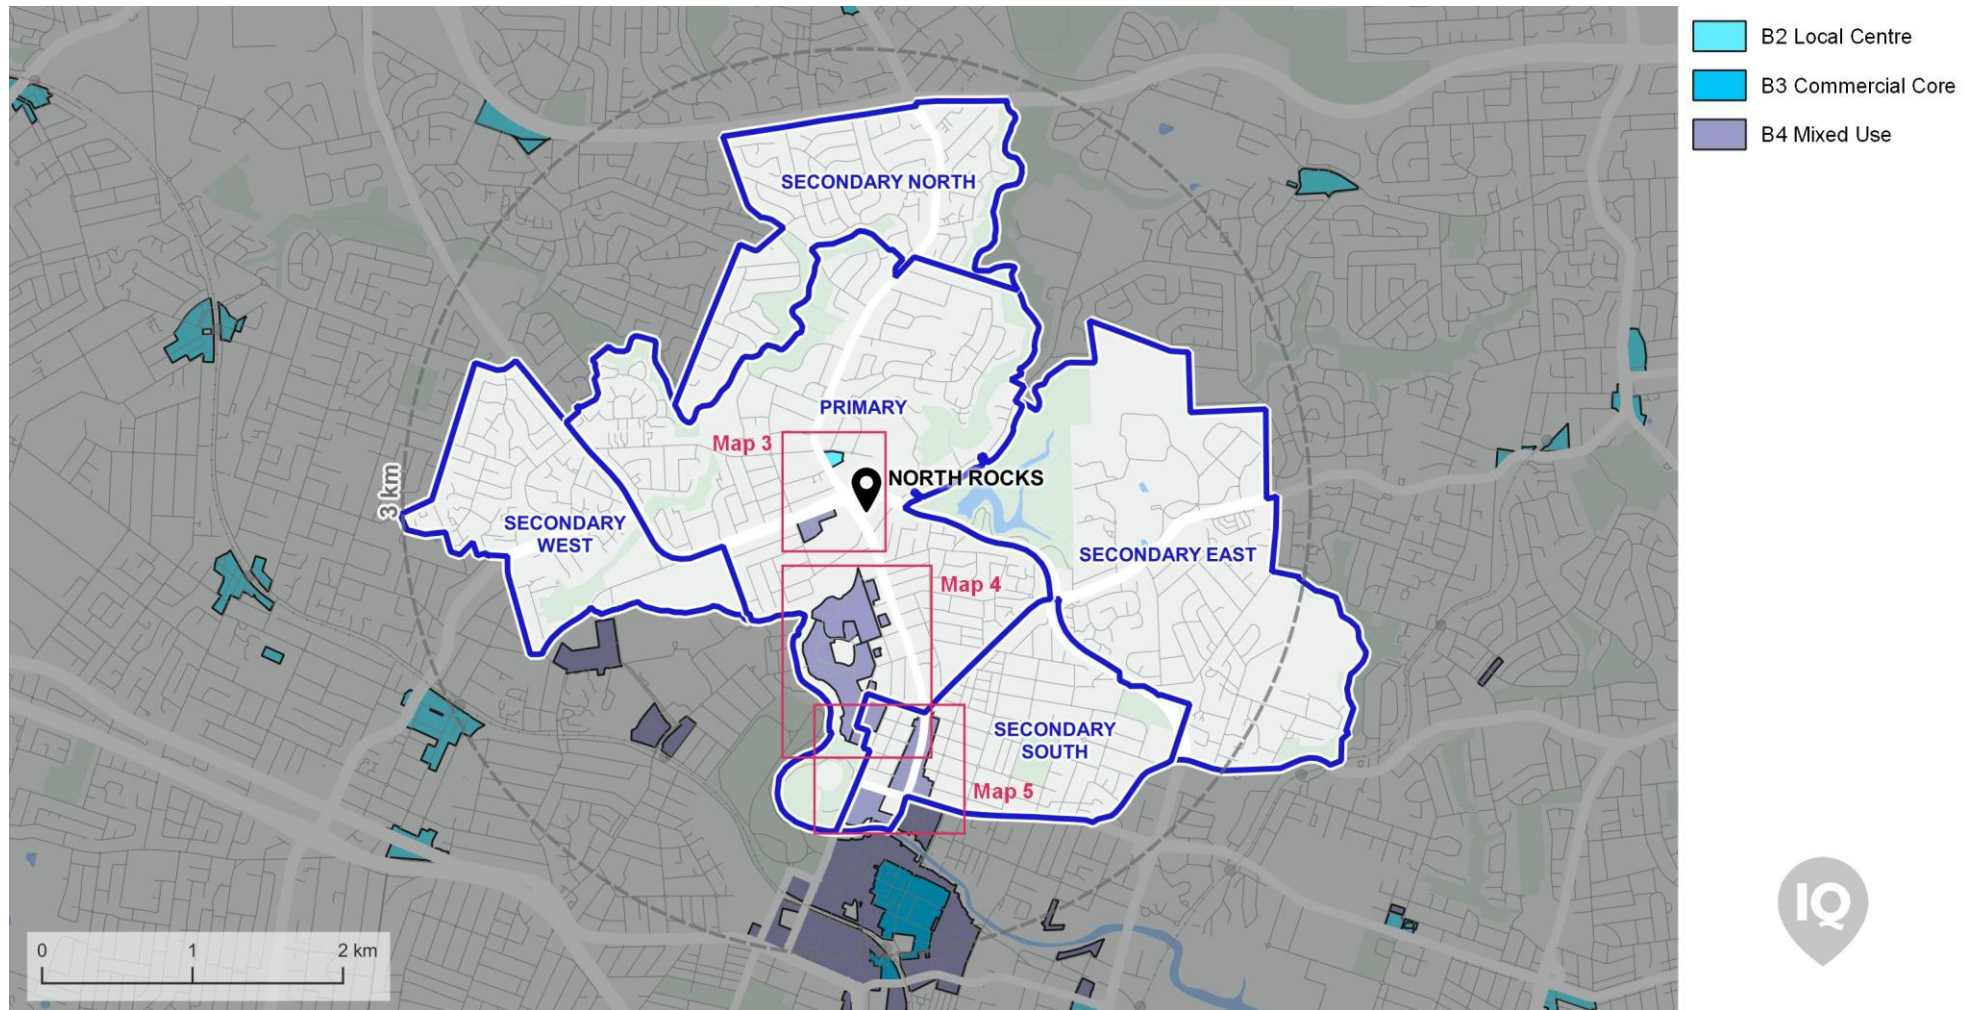 B2 Local Centre
B3 Commercial Core
B4 Mixed Use
SECONDARY NORTH
PRIMARY
Map 3
NORTH ROCKS
3 km
SECONDARY
WEST
SECONDARY EAST
Map 4
SECONDARY
SOUTH
Map 5
0 1 2 km
IQ